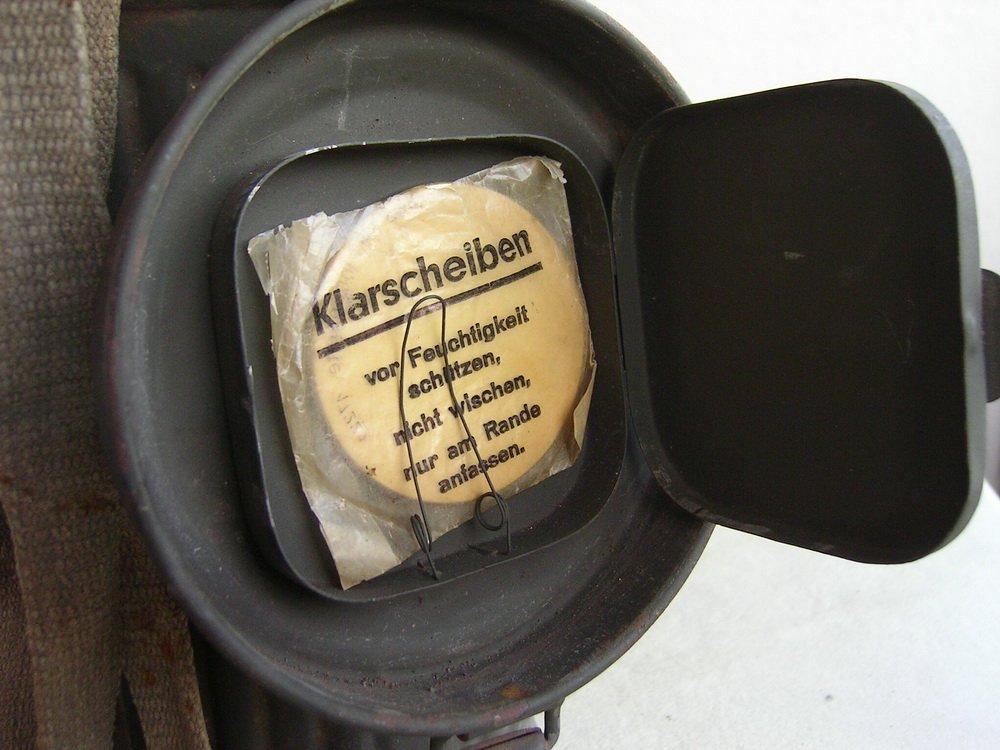 Klarscheiben
vor Feuchtigkeit
schützen,
nicht wischen,
nur am Rande
anfassen.